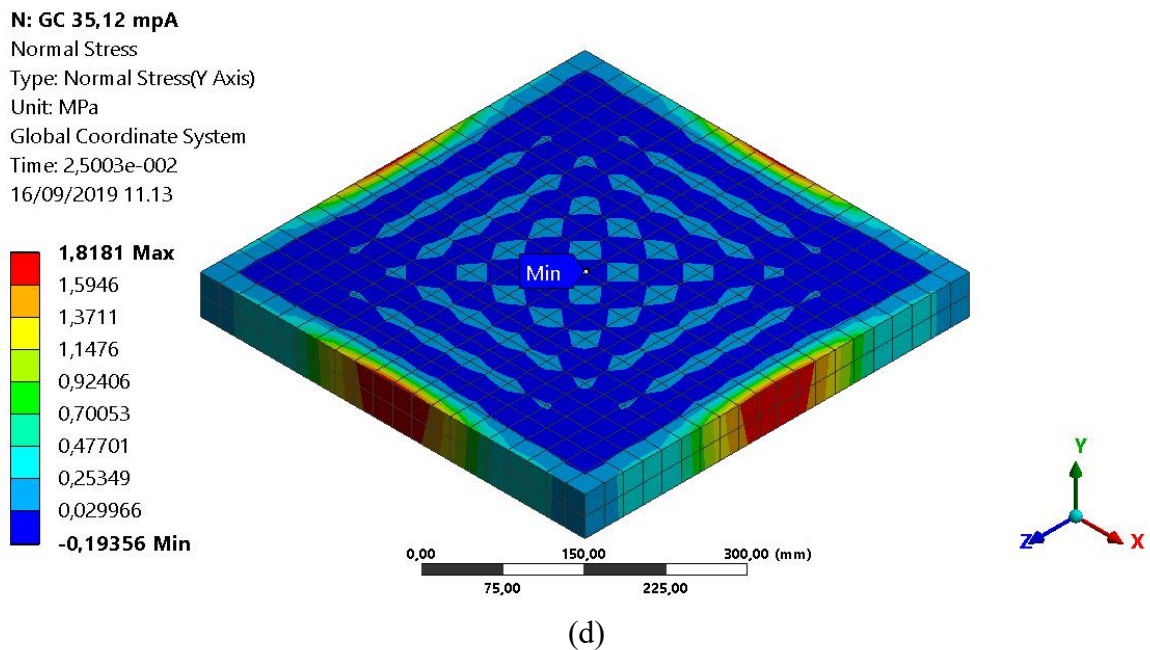 N: GC 35,12 mpA
Normal Stress
Type: Normal Stress(Y Axis)
Unit: MPa
Global Coordinate System
Time: 2,5003e-002
16/09/2019 11.13
1,8181 Max
1,5946
1,3711
1,1476
0,92406
0,70053
0,47701
0,25349
0,029966
-0,19356 Min
Min
Y
Z
X
0,00 150,00 300,00 (mm)
75,00 225,00
(d)